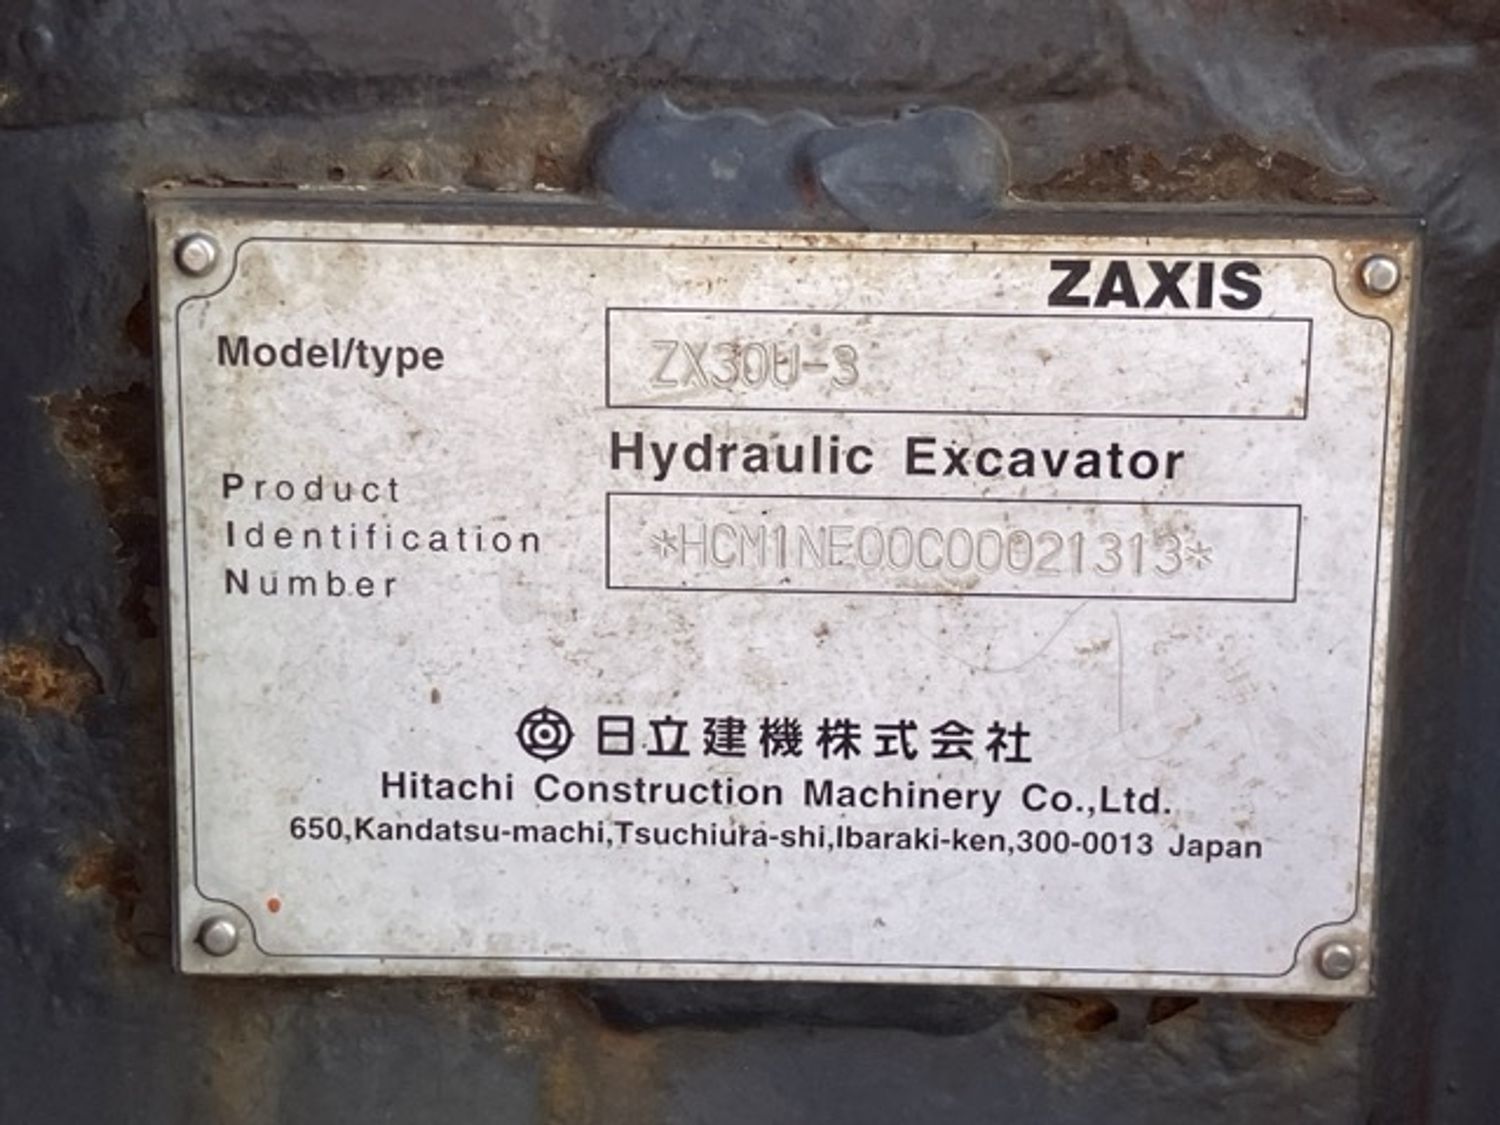 ZAXIS
Model/type ZX30U-3
Hydraulic Excavator
Product
Identification
Number
*HCM1NE00C00021313*
日立建機株式会社
Hitachi Construction Machinery Co.,Ltd.
650,Kandatsu-machi,Tsuchiura-shi,Ibaraki-ken,300-0013 Japan